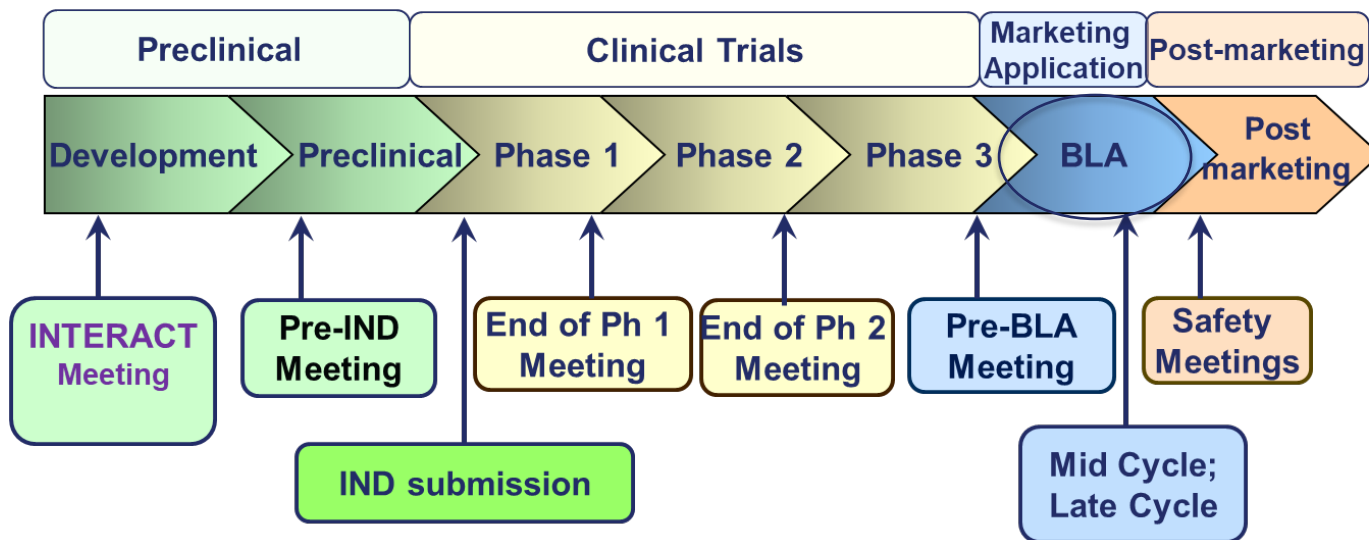 Preclinical
Clinical Trials
Marketing
Application
Post-marketing
Development
Preclinical
Phase 1
Phase 2
Phase 3
BLA
Post
marketing
INTERACT
Meeting
Pre-IND
Meeting
End of Ph 1
Meeting
End of Ph 2
Meeting
Pre-BLA
Meeting
Safety
Meetings
IND submission
Mid Cycle;
Late Cycle